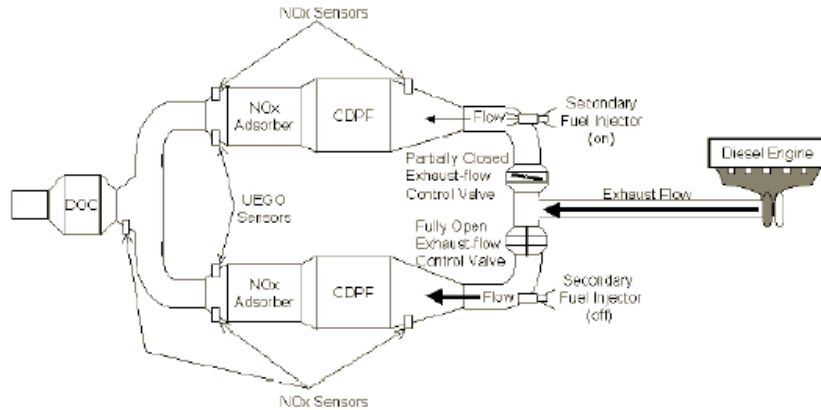 NOx Sensors
NOx
Adsorber
CDPF
Flow
Secondary
Fuel Injector
(on)
Diesel Engine
Partially Closed
Exhaust-flow
Control Valve
Exhaust Flow
DOC
UEGO
Sensors
Fully Open
Exhaust-flow
Control Valve
NOx
Adsorber
CDPF
Flow
Secondary
Fuel Injector
(off)
NOx Sensors